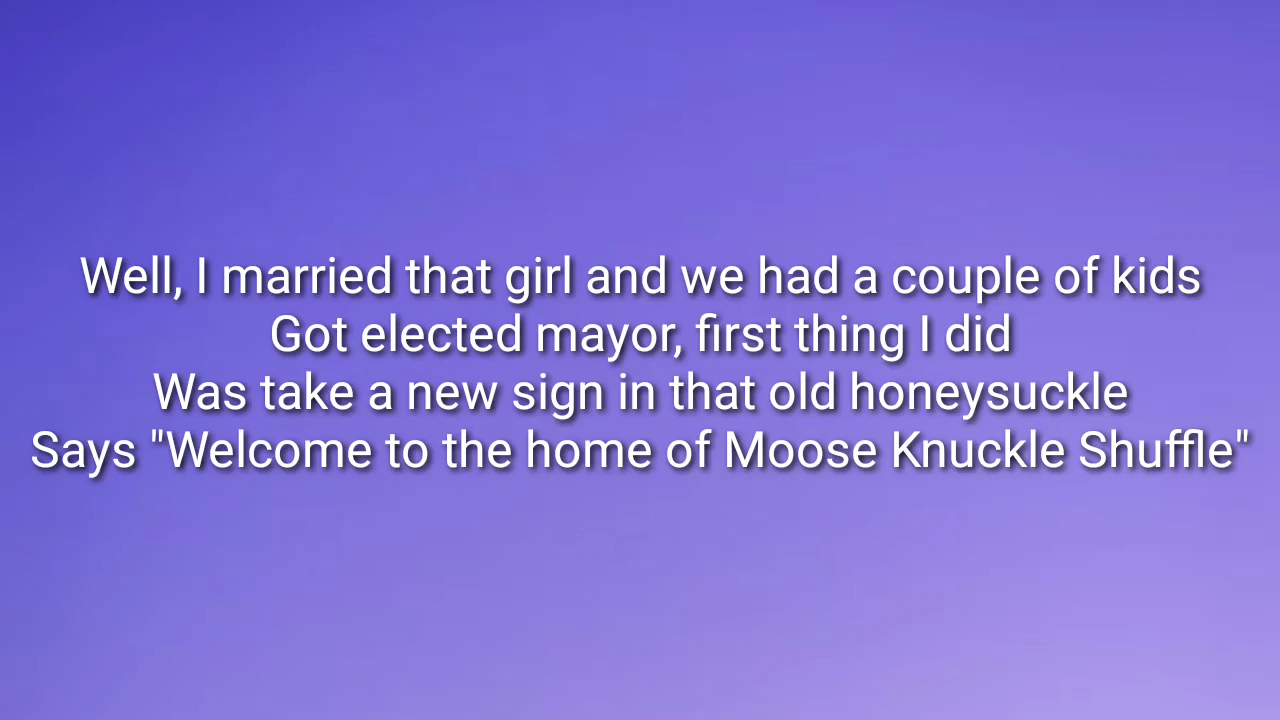 Well, I married that girl and we had a couple of kids
Got elected mayor, first thing I did
Was take a new sign in that old honeysuckle
Says "Welcome to the home of Moose Knuckle Shuffle"